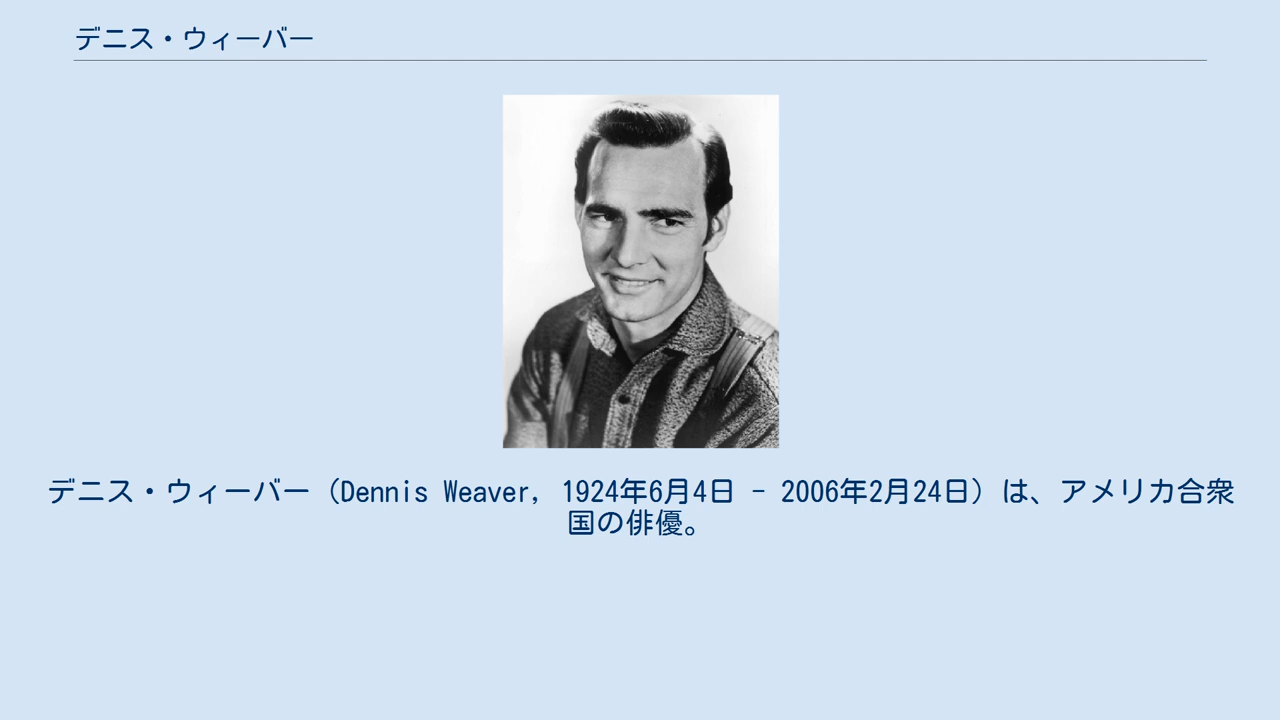 デニス・ウィーバー
デニス・ウィーバー（Dennis Weaver, 1924年6月4日 - 2006年2月24日）は、アメリカ合衆
国の俳優。